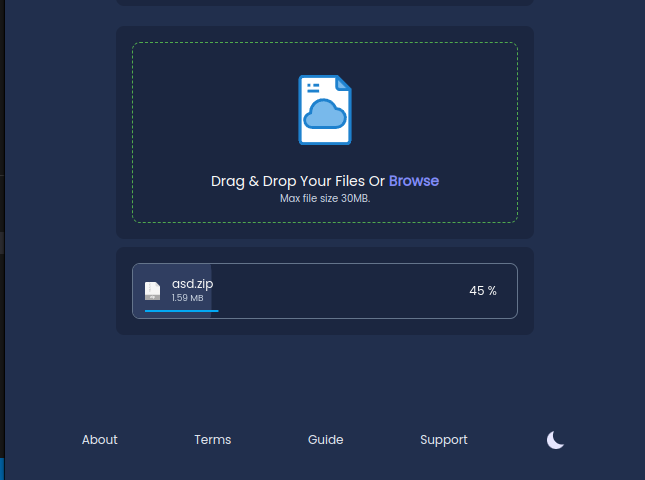 Drag & Drop Your Files Or Browse
Max file size 30MB.
asd.zip
1.59 MB
45 %
About Terms Guide Support